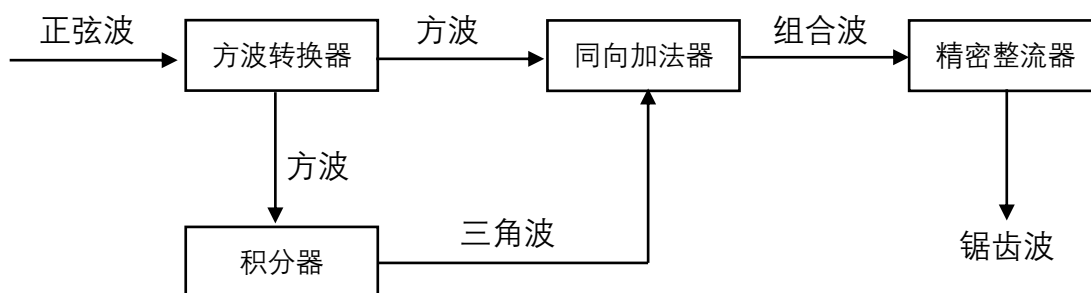 正弦波
方波转换器
方波
同向加法器
组合波
精密整流器
方波
积分器
三角波
锯齿波